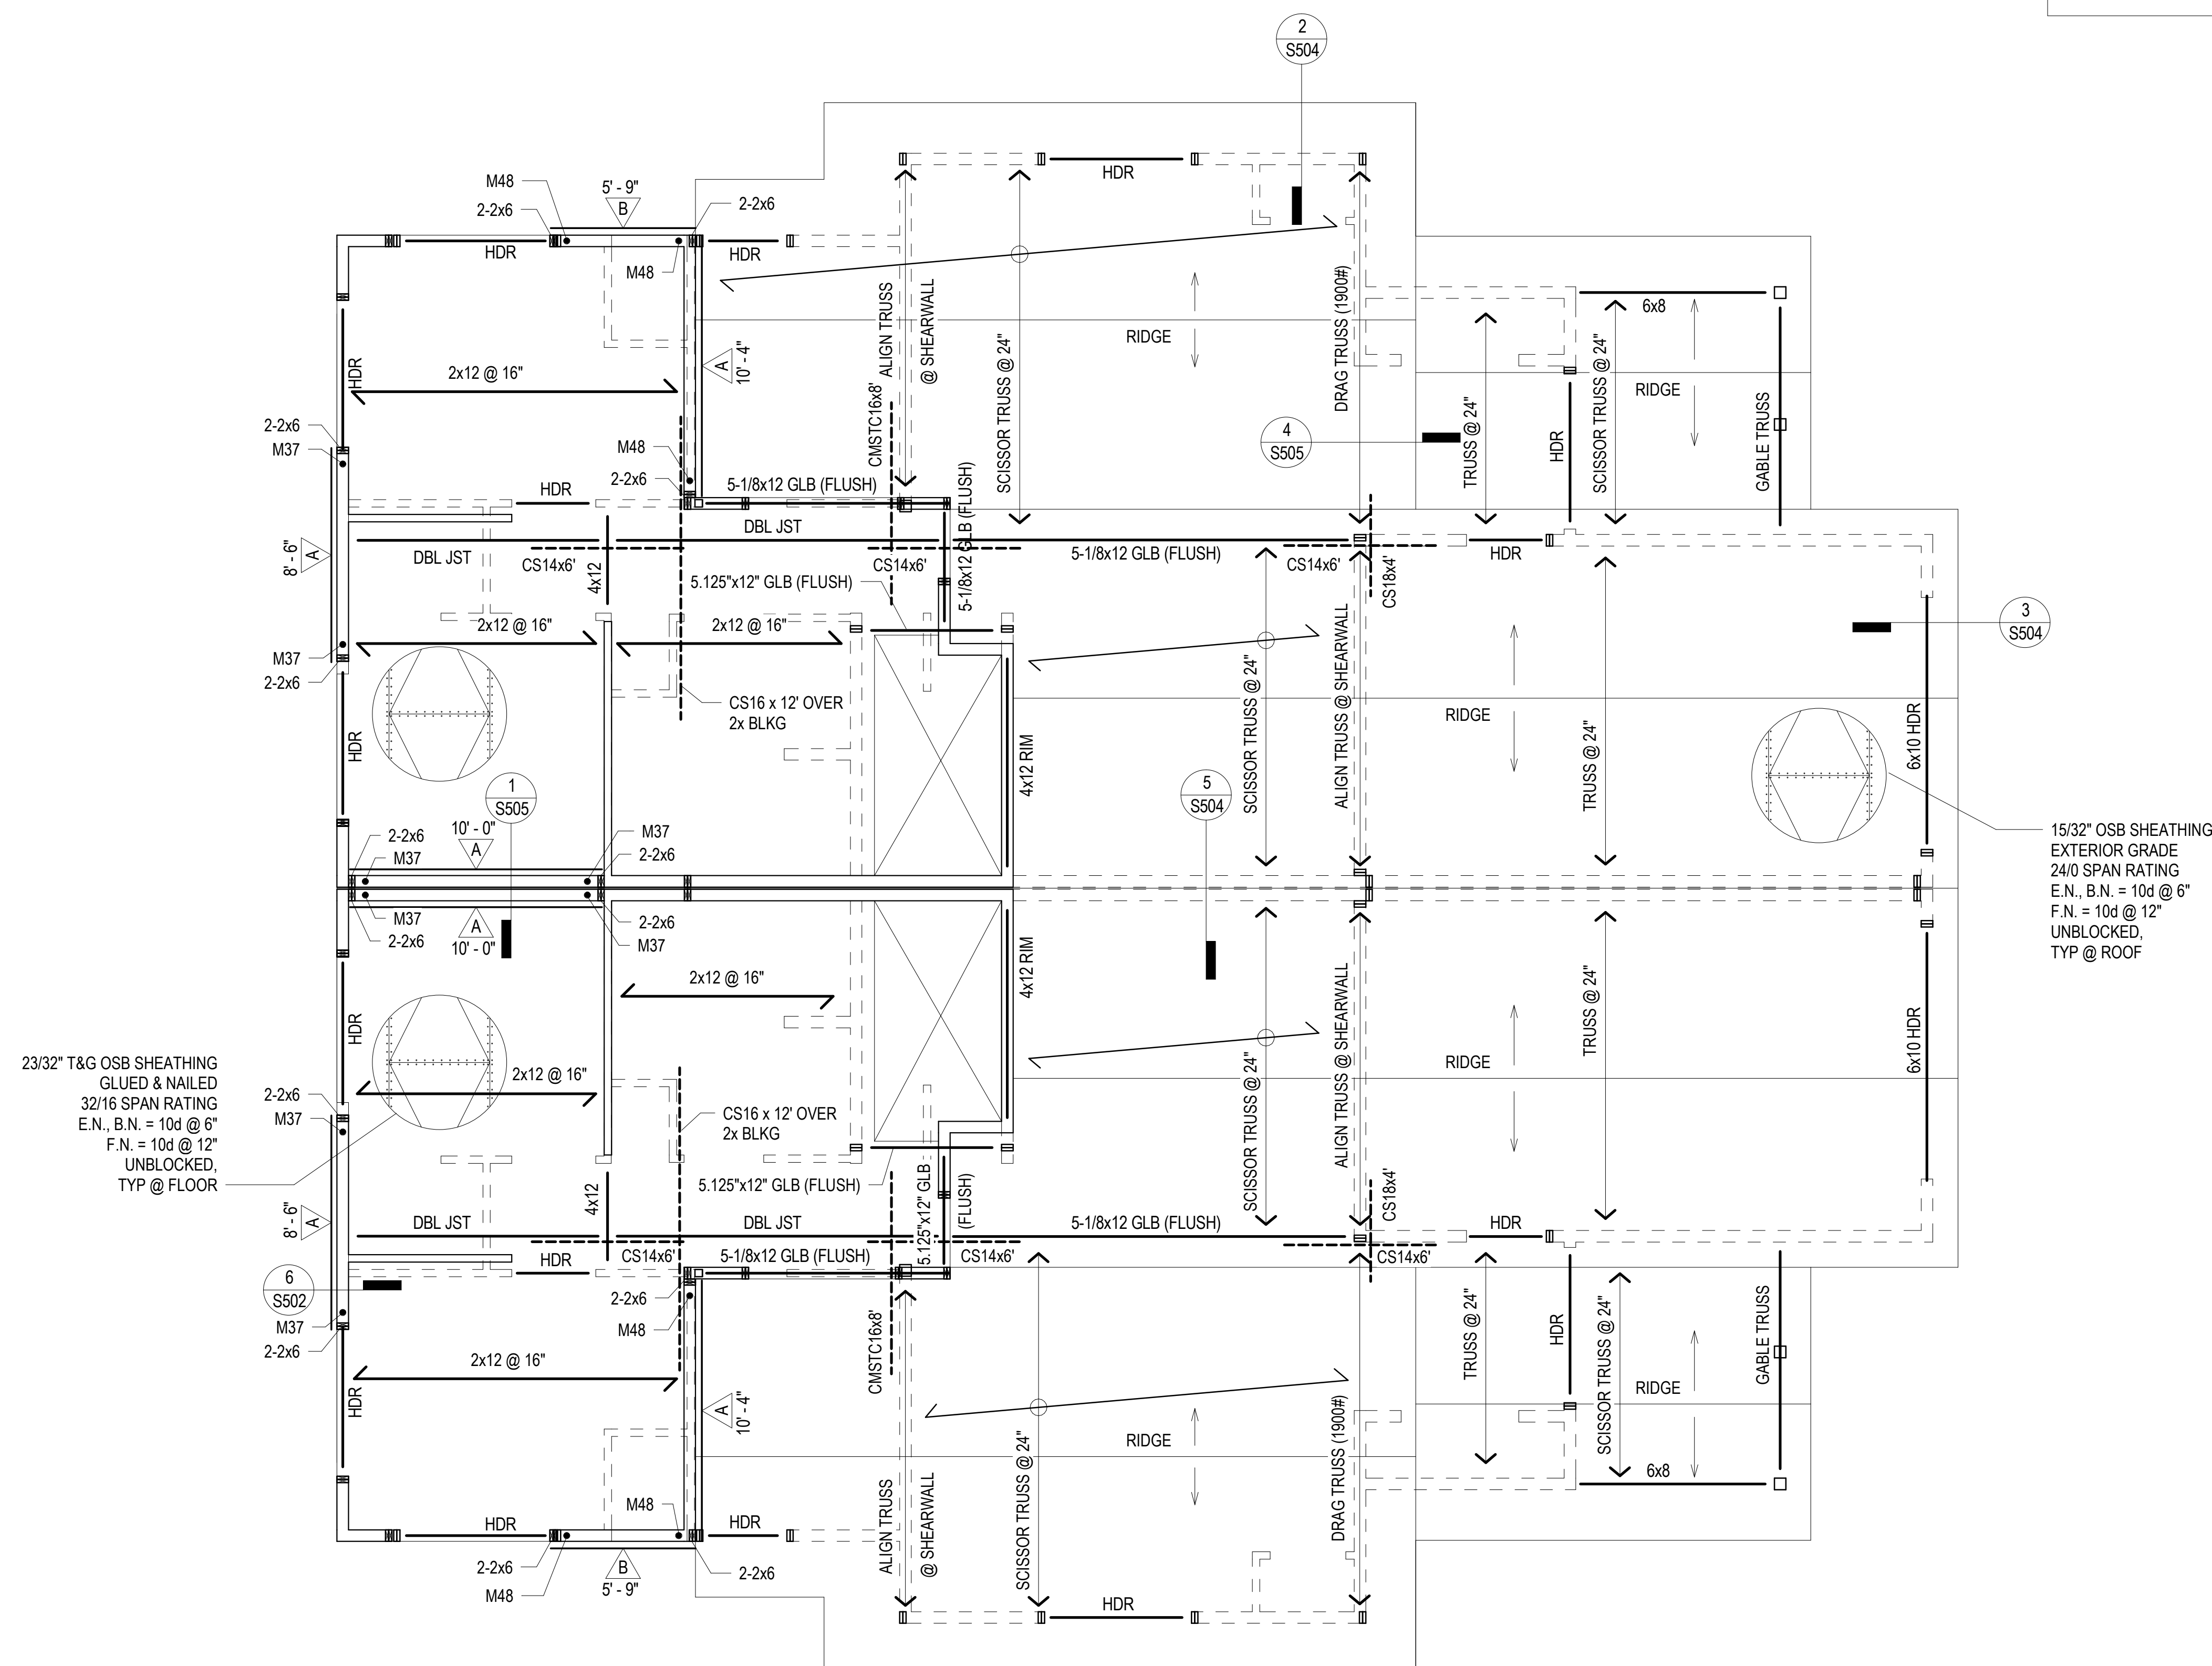 2
S504
M48
5' - 9"
B
2-2x6
2-2x6
HDR
HDR
HDR
M48
HDR
2x12 @ 16"
A
10' - 4"
ALIGN TRUSS
@ SHEARWALL
SCISSOR TRUSS @ 24"
RIDGE
DRAG TRUSS (1900#)
6x8
TRUSS @ 24"
SCISSOR TRUSS @ 24"
RIDGE
GABLE TRUSS
HDR
4
S505
2-2x6
M37
M48
2-2x6
CMSTC16x8'
HDR
5-1/8x12 GLB (FLUSH)
5-1/8x12 GLB (FLUSH)
DBL JST
DBL JST
8' - 6"
A
CS14x6'
4x12
CS14x6'
5.125"x12" GLB (FLUSH)
5-1/8x12 GLB (FLUSH)
CS14x6'
CS18x4'
HDR
3
S504
2x12 @ 16"
2x12 @ 16"
M37
2-2x6
CS16 x 12' OVER
2x BLKG
HDR
4x12 RIM
SCISSOR TRUSS @ 24"
ALIGN TRUSS @ SHEARWALL
RIDGE
TRUSS @ 24"
6x10 HDR
1
S505
5
S504
10' - 0"
A
2-2x6
M37
M37
2-2x6
15/32" OSB SHEATHING
EXTERIOR GRADE
24/0 SPAN RATING
E.N., B.N. = 10d @ 6"
F.N. = 10d @ 12"
UNBLOCKED,
TYP @ ROOF
M37
2-2x6
A
10' - 0"
2-2x6
M37
2x12 @ 16"
4x12 RIM
HDR
23/32" T&G OSB SHEATHING
GLUED & NAILED
32/16 SPAN RATING
E.N., B.N. = 10d @ 6"
F.N. = 10d @ 12"
UNBLOCKED,
TYP @ FLOOR
2x12 @ 16"
2-2x6
M37
CS16 x 12' OVER
2x BLKG
SCISSOR TRUSS @ 24"
ALIGN TRUSS @ SHEARWALL
RIDGE
TRUSS @ 24"
6x10 HDR
5.125"x12" GLB (FLUSH)
5.125"x12" GLB
(FLUSH)
8' - 6"
A
4x12
DBL JST
DBL JST
5-1/8x12 GLB (FLUSH)
CS18x4'
HDR
HDR
CS14x6'
5-1/8x12 GLB (FLUSH)
CS14x6'
CS14x6'
6
S502
M37
2-2x6
2-2x6
M48
CMSTC16x8'
2x12 @ 16"
HDR
A
10' - 4"
TRUSS @ 24"
HDR
SCISSOR TRUSS @ 24"
RIDGE
GABLE TRUSS
6x8
RIDGE
DRAG TRUSS (1900#)
SCISSOR TRUSS @ 24"
ALIGN TRUSS
@ SHEARWALL
M48
HDR
HDR
2-2x6
M48
B
5' - 9"
2-2x6
HDR